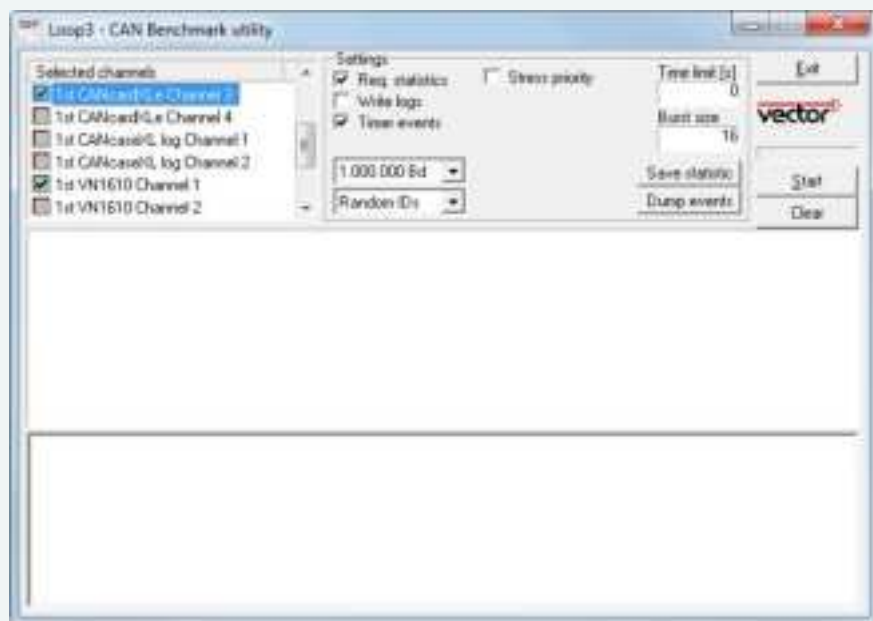 Loop3 - CAN Benchmark utility
Selected channels
1st CANcardXLe Channel 3
1st CANcardXLe Channel 4
1st CANcaseXL log Channel 1
1st CANcaseXL log Channel 2
1st VN1610 Channel 1
1st VN1610 Channel 2
Settings
Req. statistics
Write logs
Timer events
Stress priority
1.000.000 Bd
Random IDs
Time limit [s]
0
Burst size
16
Save statistic
Dump events
Exit
vector
Start
Clear